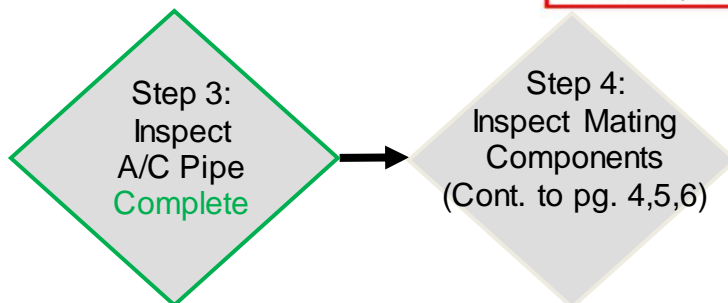 Step 3:
Inspect
A/C Pipe
Complete
Step 4:
Inspect Mating
Components
(Cont. to pg. 4,5,6)